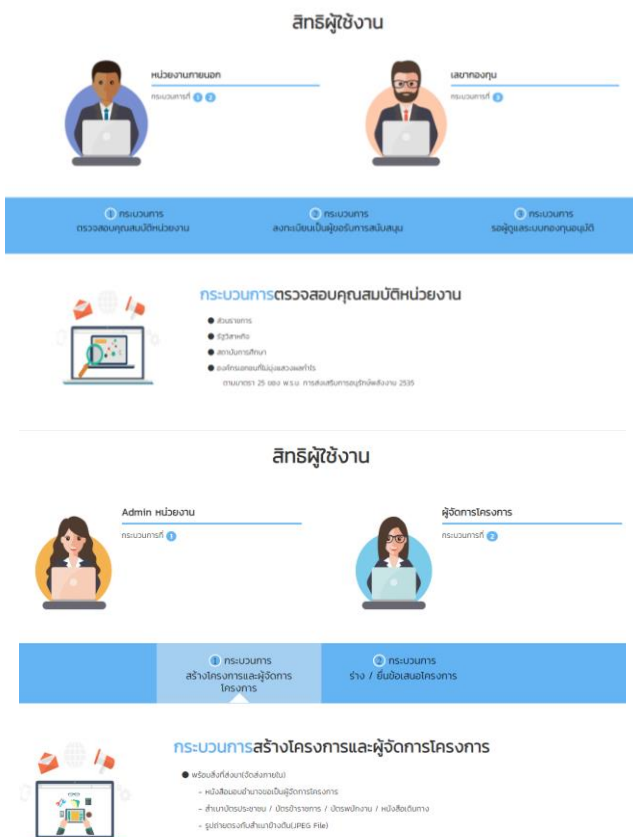 สิทธิผู้ใช้งาน
หน่วยงานภายนอก
กระบวนการที่ 1 2
เลขากองทุน
กระบวนการที่ 3
1 กระบวนการ
ตรวจสอบคุณสมบัติหน่วยงาน
2 กระบวนการ
ลงทะเบียนเป็นผู้ขอรับการสนับสนุน
3 กระบวนการ
รอผู้ดูแลระบบกองทุนอนุมัติ
กระบวนการตรวจสอบคุณสมบัติหน่วยงาน
● ส่วนราชการ
● รัฐวิสาหกิจ
● สถาบันการศึกษา
● องค์กรเอกชนที่ไม่มุ่งแสวงผลกำไร
ตามมาตรา 25 ของ พ.ร.บ. การส่งเสริมการอนุรักษ์พลังงาน 2535
สิทธิผู้ใช้งาน
Admin หน่วยงาน
กระบวนการที่ 1
ผู้จัดการโครงการ
กระบวนการที่ 2
1 กระบวนการ
สร้างโครงการและผู้จัดการ
โครงการ
2 กระบวนการ
ร่าง / ยื่นข้อเสนอโครงการ
กระบวนการสร้างโครงการและผู้จัดการโครงการ
● พร้อมสิ่งที่ส่งมา(จัดส่งภายใน)
- หนังสือมอบอำนาจขอเป็นผู้จัดการโครงการ
- สำเนาบัตรประชาชน / บัตรข้าราชการ / บัตรพนักงาน / หนังสือเดินทาง
- รูปถ่ายตรงกับสำเนาข้างต้น(JPEG File)